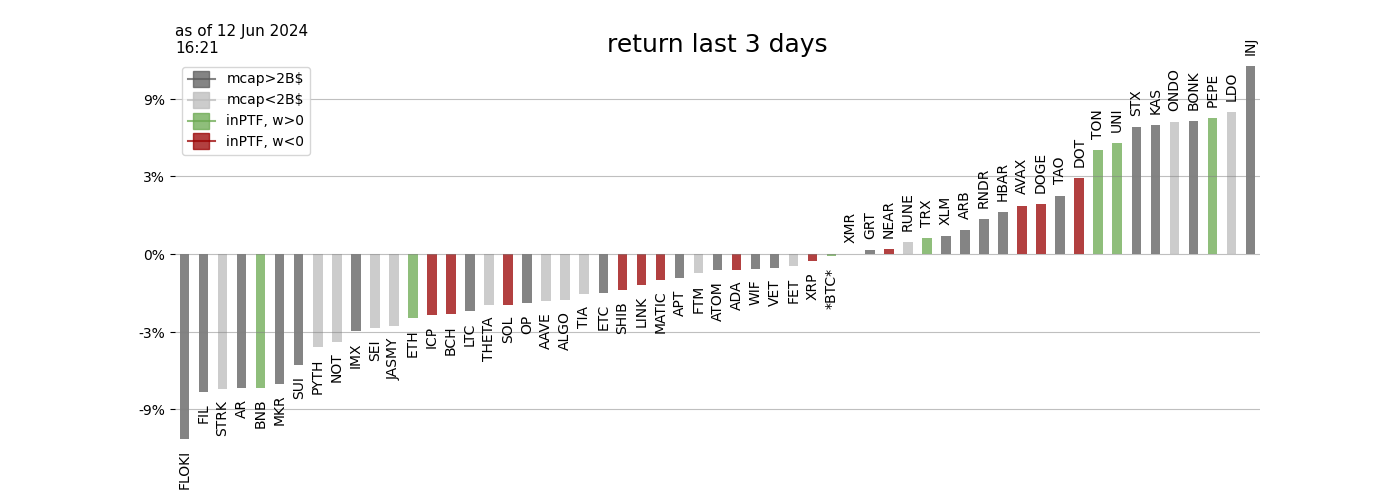 as of 12 Jun 2024
16:21
return last 3 days
mcap>2B$
mcap<2B$
inPTF, w>0
inPTF, w<0
9%
3%
0%
-3%
-9%
FLOKI
FIL
STRK
AR
BNB
MKR
SUI
PYTH
NOT
IMX
SEI
JASMY
ETH
ICP
BCH
LTC
THETA
SOL
OP
AAVE
ALGO
TIA
ETC
SHIB
LINK
MATIC
APT
FTM
ATOM
ADA
WIF
VET
FET
XRP
*BTC*
XMR
GRT
NEAR
RUNE
TRX
XLM
ARB
RNDR
HBAR
AVAX
DOGE
TAO
DOT
TON
UNI
STX
KAS
ONDO
BONK
PEPE
LDO
INJ